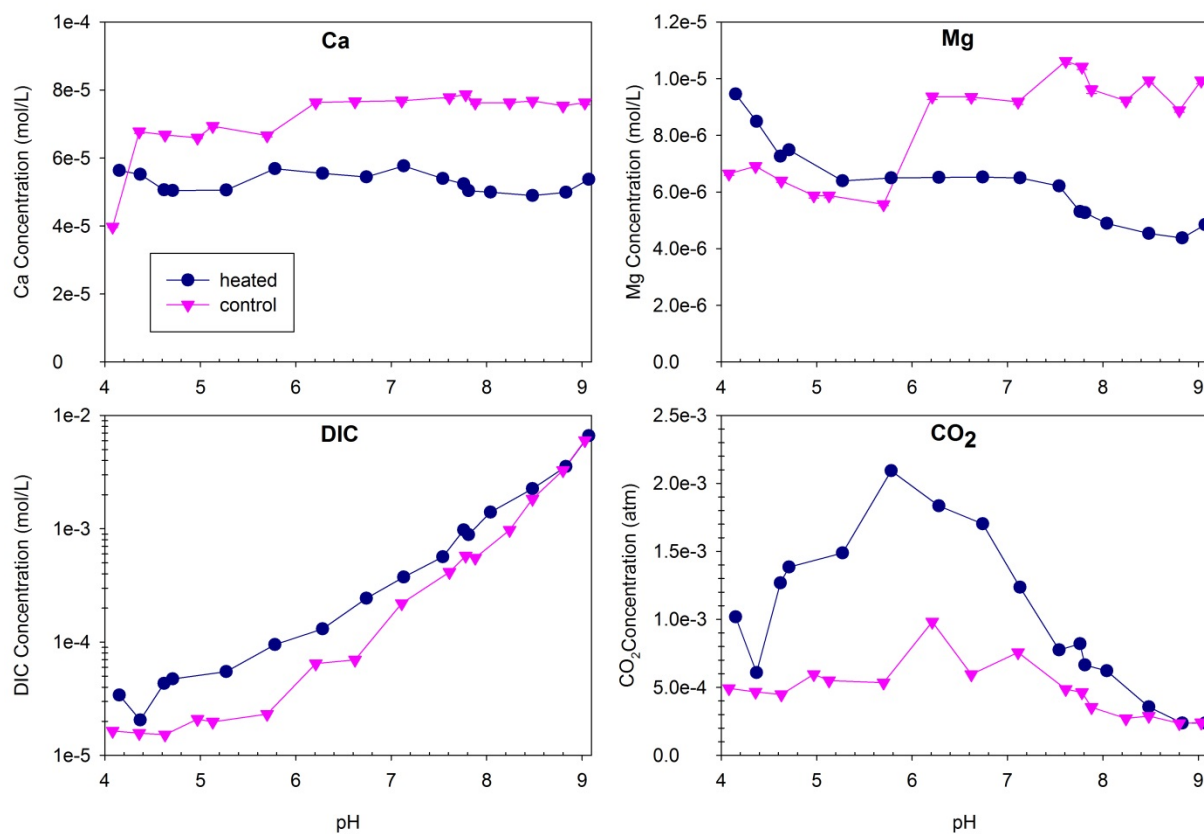 Ca
Ca Concentration (mol/L)
1e-4
8e-5
6e-5
4e-5
2e-5
0
heated
control
4 5 6 7 8 9
Mg
Mg Concentration (mol/L)
1.2e-5
1.0e-5
8.0e-6
6.0e-6
4.0e-6
2.0e-6
0.0
4 5 6 7 8 9
DIC
DIC Concentration (mol/L)
1e-2
1e-3
1e-4
1e-5
4 5 6 7 8 9
pH
CO2
CO2Concentration (atm)
2.5e-3
2.0e-3
1.5e-3
1.0e-3
5.0e-4
0.0
4 5 6 7 8 9
pH